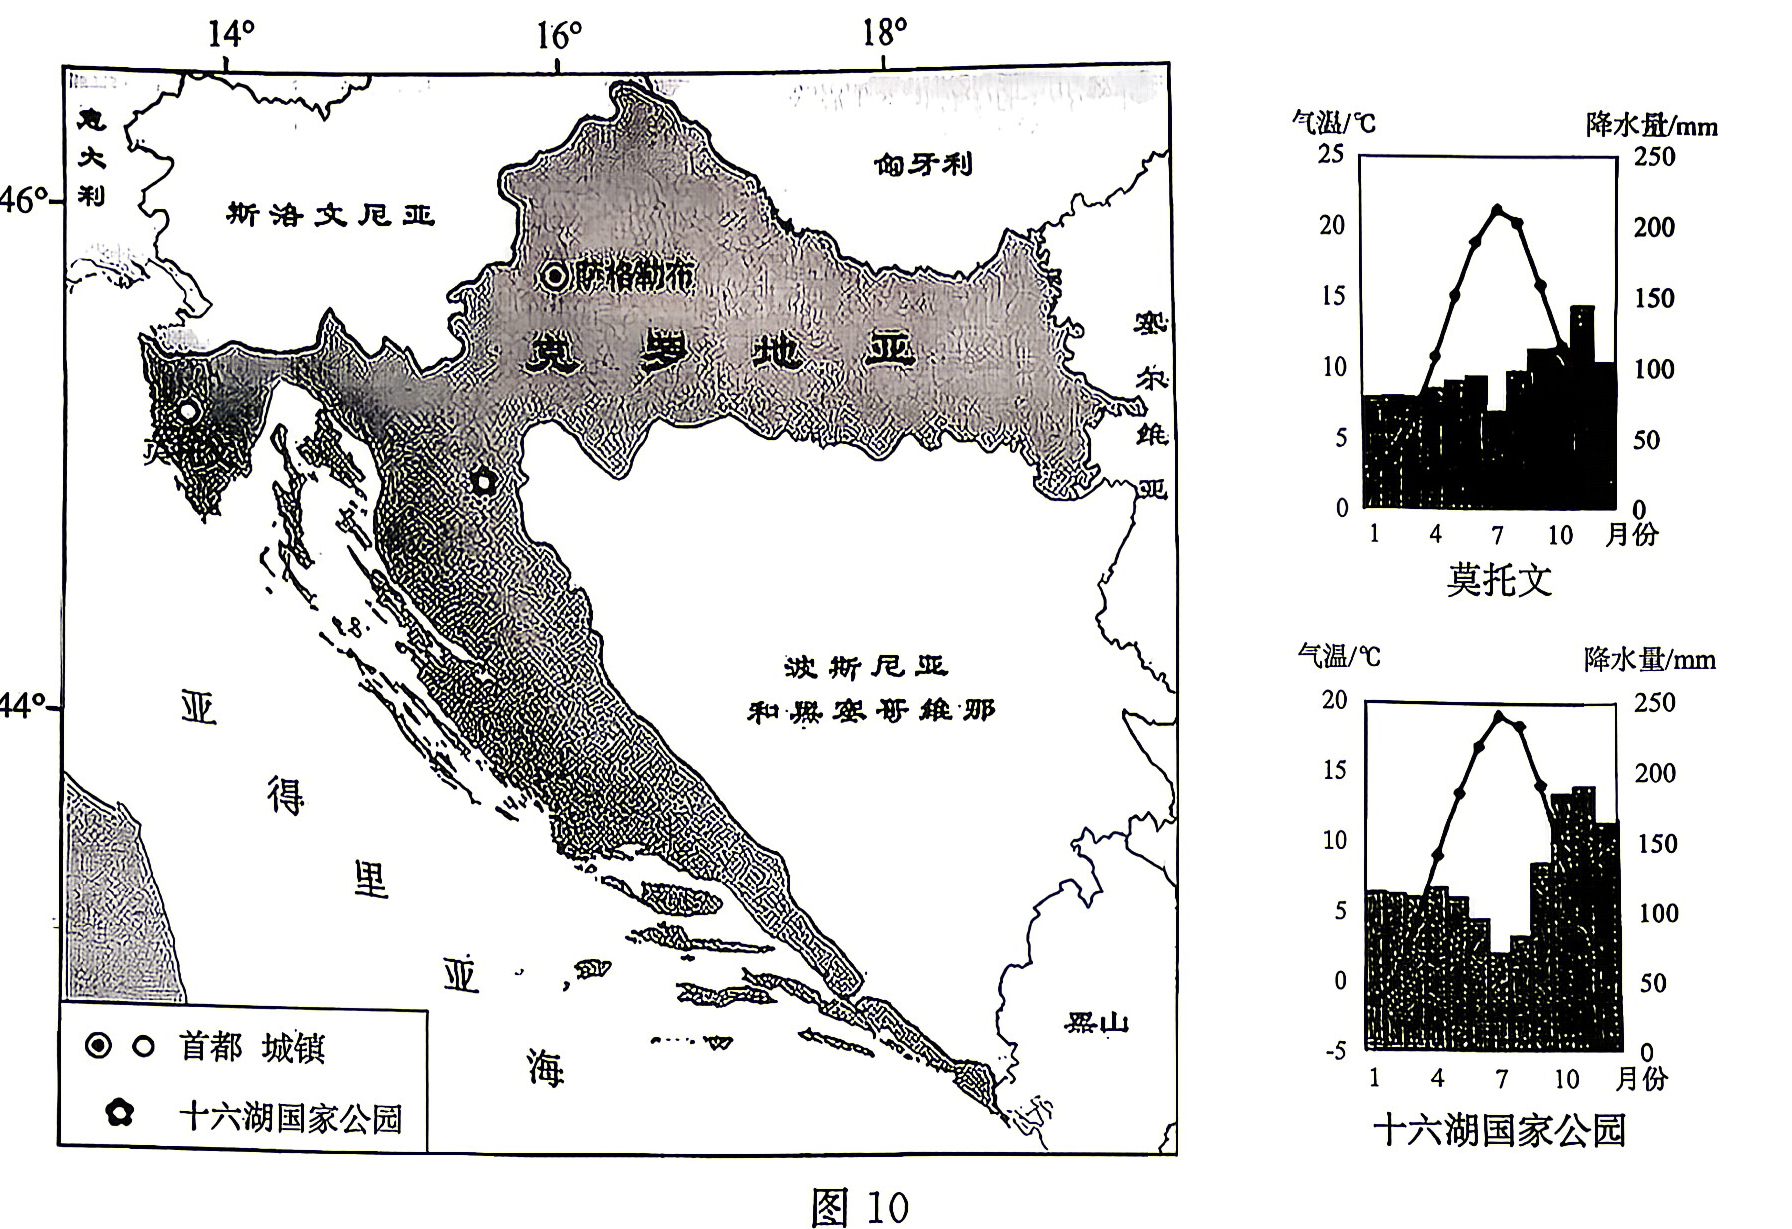 14° 16° 18°
意大利
46°
斯洛文尼亚
匈牙利
萨格勒布
克罗地亚
塞尔维亚
波斯尼亚
和黑塞哥维那
44°
亚得里亚海
黑山
首都 城镇
十六湖国家公园
图 10
气温/℃ 降水量/mm
25 250
20 200
15 150
10 100
5 50
0 0
1 4 7 10 月份
莫托文
气温/℃ 降水量/mm
20 250
15 200
10 150
5 100
0 50
-5 0
1 4 7 10 月份
十六湖国家公园